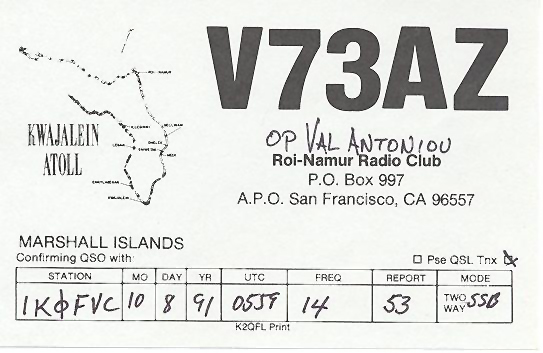 V73AZ
ROI-NAMUR
KWAJALEIN
ATOLL
OP VAL ANTONIOU
Roi-Namur Radio Club
P.O. Box 997
A.P.O. San Francisco, CA 96557
MARSHALL ISLANDS
Confirming QSO with:
☐ Pse QSL Tnx ☑
STATION MO DAY YR UTC FREQ REPORT MODE
IKØFVC 10 8 91 0559 14 53 TWO WAY SSB
K2QFL Print